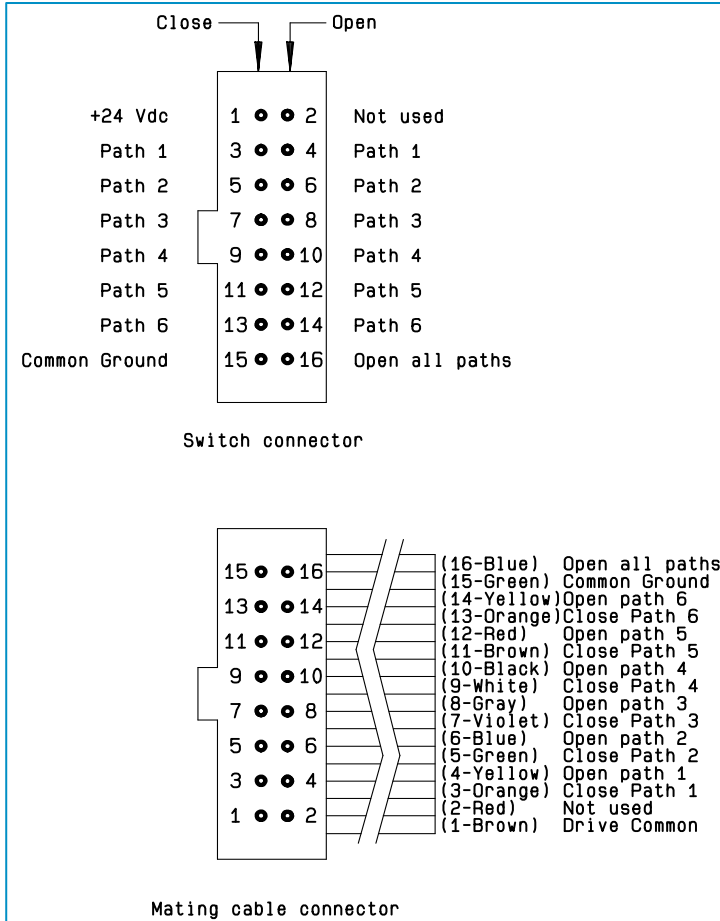 Close Open
+24 Vdc 1 2 Not used
Path 1 3 4 Path 1
Path 2 5 6 Path 2
Path 3 7 8 Path 3
Path 4 9 10 Path 4
Path 5 11 12 Path 5
Path 6 13 14 Path 6
Common Ground 15 16 Open all paths
Switch connector
15 16
13 14
11 12
9 10
7 8
5 6
3 4
1 2
(16-Blue) Open all paths
(15-Green) Common Ground
(14-Yellow)Open path 6
(13-Orange)Close Path 6
(12-Red) Open path 5
(11-Brown) Close Path 5
(10-Black) Open path 4
(9-White) Close Path 4
(8-Gray) Open path 3
(7-Violet) Close Path 3
(6-Blue) Open path 2
(5-Green) Close Path 2
(4-Yellow) Open path 1
(3-Orange) Close Path 1
(2-Red) Not used
(1-Brown) Drive Common
Mating cable connector